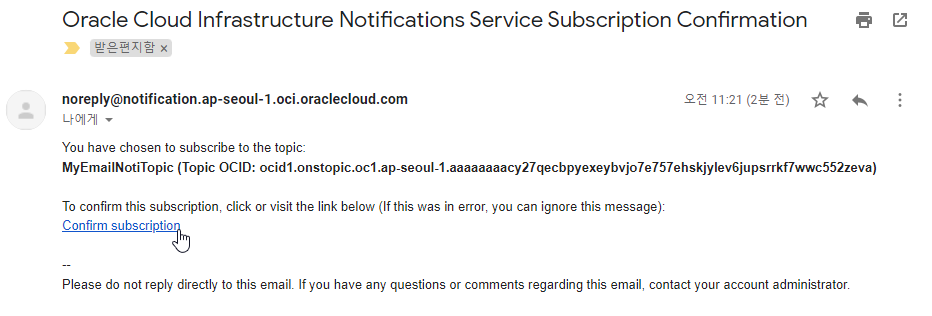 Oracle Cloud Infrastructure Notifications Service Subscription Confirmation
받은편지함 ×
noreply@notification.ap-seoul-1.oci.oraclecloud.com
오전 11:21 (2분 전)
나에게
You have chosen to subscribe to the topic:
MyEmailNotiTopic (Topic OCID: ocid1.onstopic.oc1.ap-seoul-1.aaaaaaaacy27qecbpyexeybvjo7e757ehskjylev6jupsrrkf7wwc552zeva)
To confirm this subscription, click or visit the link below (If this was in error, you can ignore this message):
Confirm subscription
--
Please do not reply directly to this email. If you have any questions or comments regarding this email, contact your account administrator.